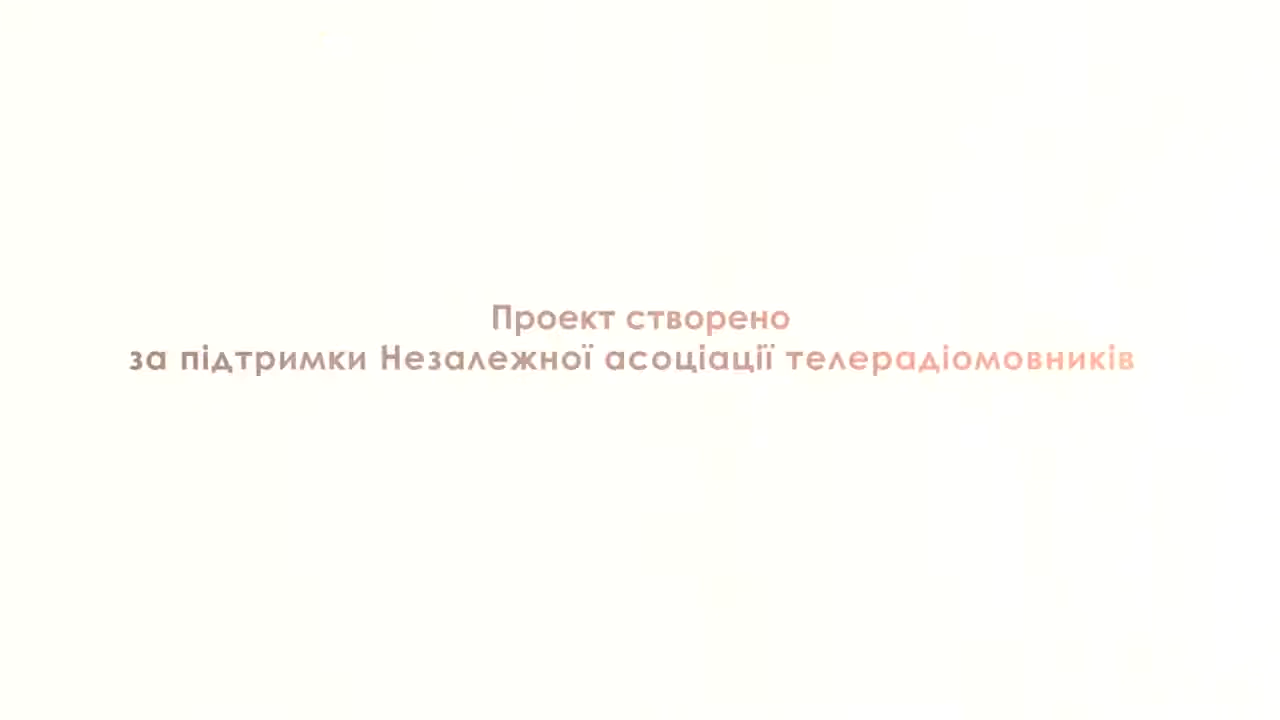 Проект створено
за підтримки Незалежної асоціації телерадіомовників